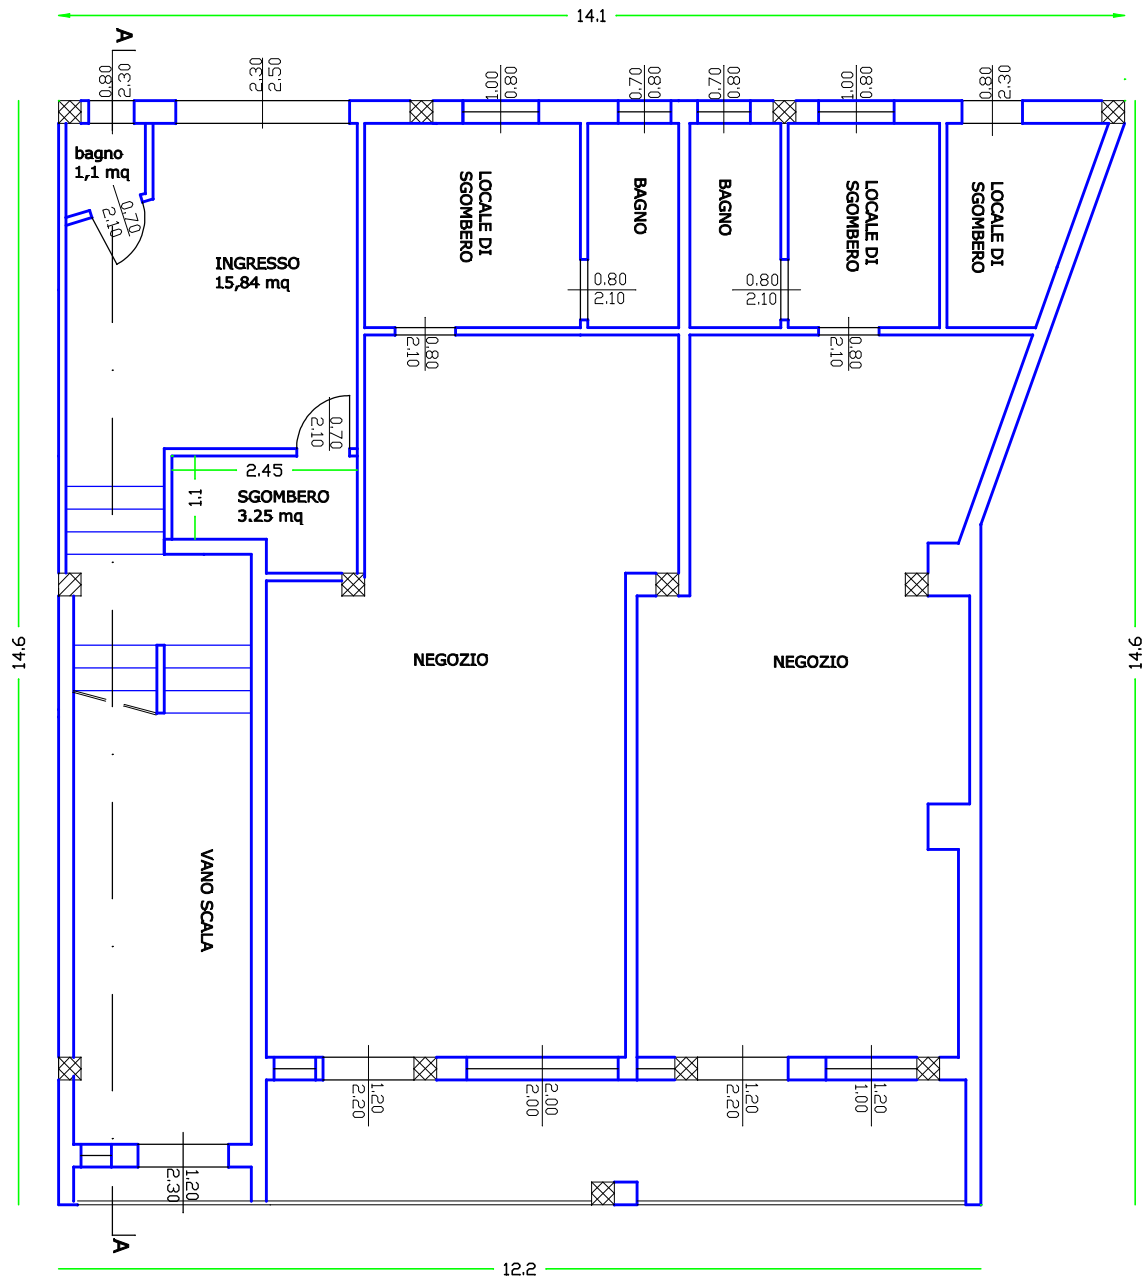 14.1
A
0.80
2.30
2.30
2.50
1.00
0.80
0.70
0.80
0.70
0.80
1.00
0.80
0.80
2.30
bagno
1,1 mq
0.70
2.10
INGRESSO
15,84 mq
LOCALE DI
SGOMBERO
BAGNO
BAGNO
LOCALE DI
SGOMBERO
LOCALE DI
SGOMBERO
0.80
2.10
0.80
2.10
0.80
2.10
0.80
2.10
0.70
2.10
2.45
1.1
SGOMBERO
3.25 mq
14.6
NEGOZIO
NEGOZIO
14.6
VANO SCALA
1.20
2.20
2.00
2.00
1.20
2.20
1.20
1.00
1.20
2.30
A
12.2